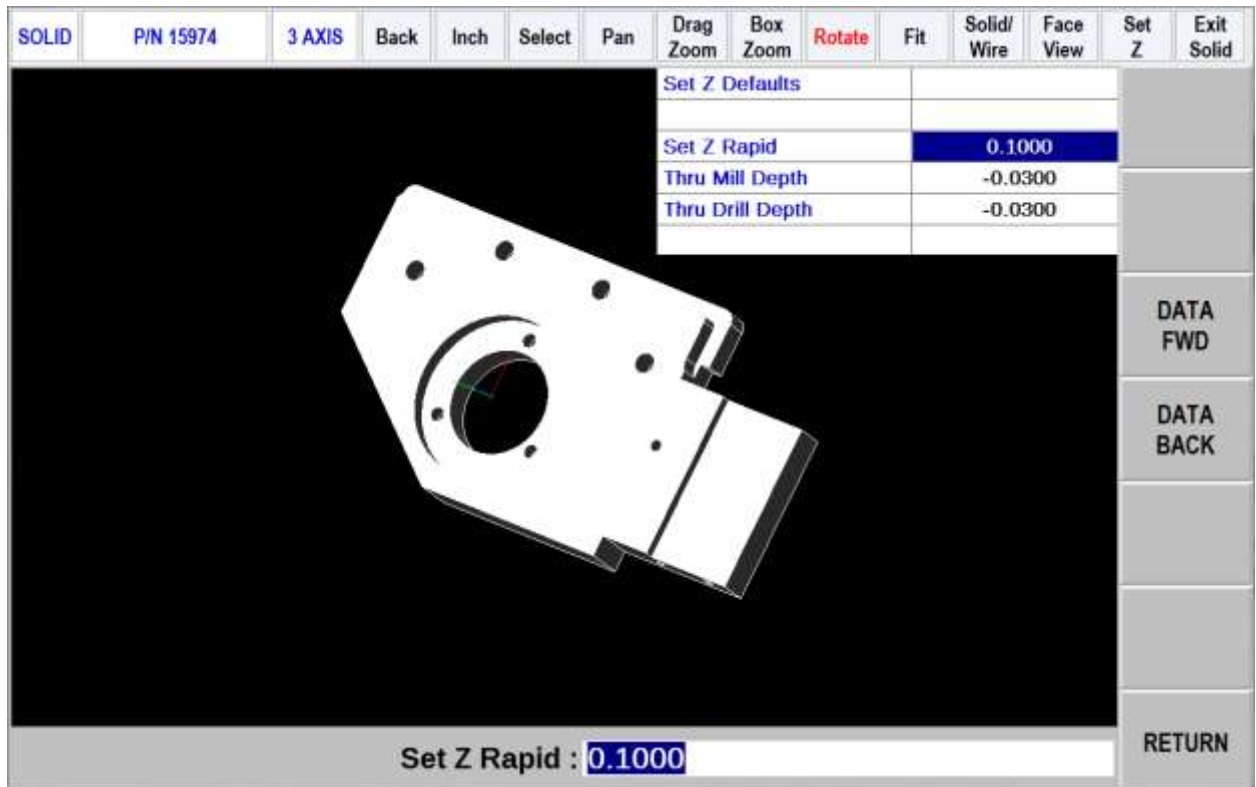 SOLID P/N 15974 3 AXIS Back Inch Select Pan Drag Zoom Box Zoom Rotate Fit Solid/ Wire Face View Set Z Exit Solid
Set Z Defaults
Set Z Rapid 0.1000
Thru Mill Depth -0.0300
Thru Drill Depth -0.0300
DATA
FWD
DATA
BACK
RETURN
Set Z Rapid : 0.1000